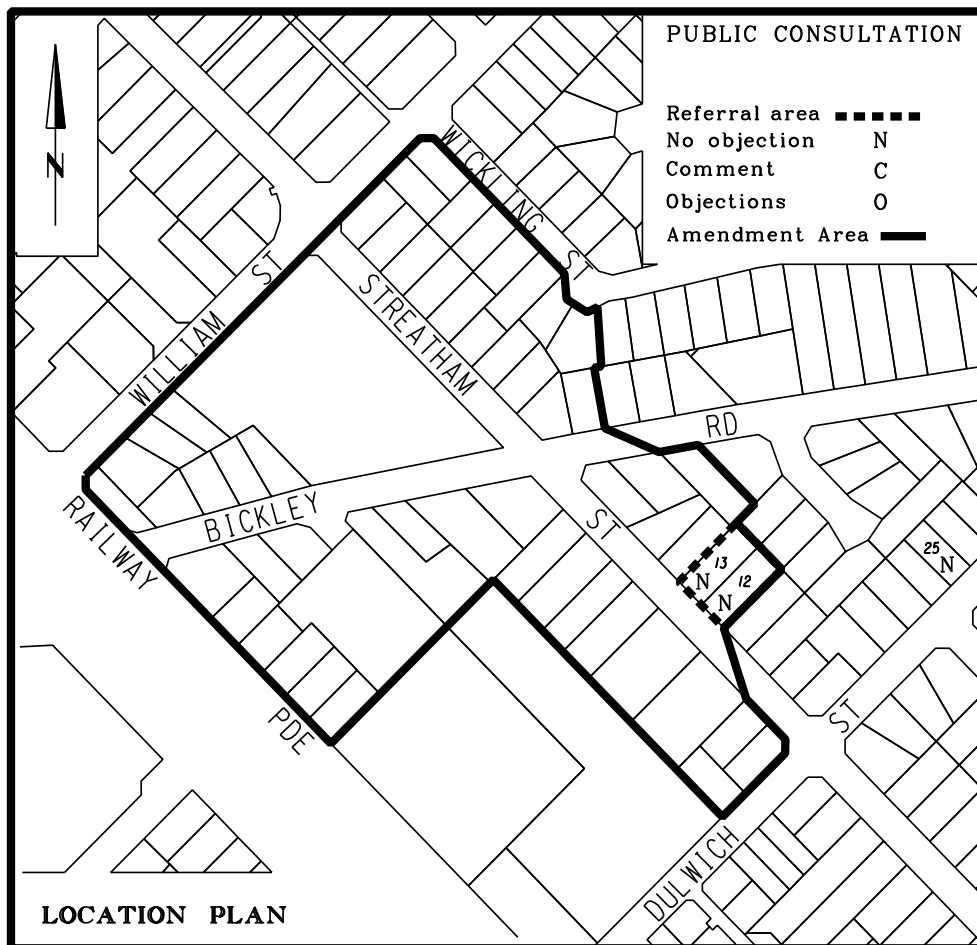 PUBLIC CONSULTATION
Referral area
No objection N
Comment C
Objections O
Amendment Area
N
WICKLING ST
WILLIAM ST
STREATHAM ST
RD
BICKLEY
RAILWAY PDE
13
N
12
N
25
N
DULWICH ST
LOCATION PLAN